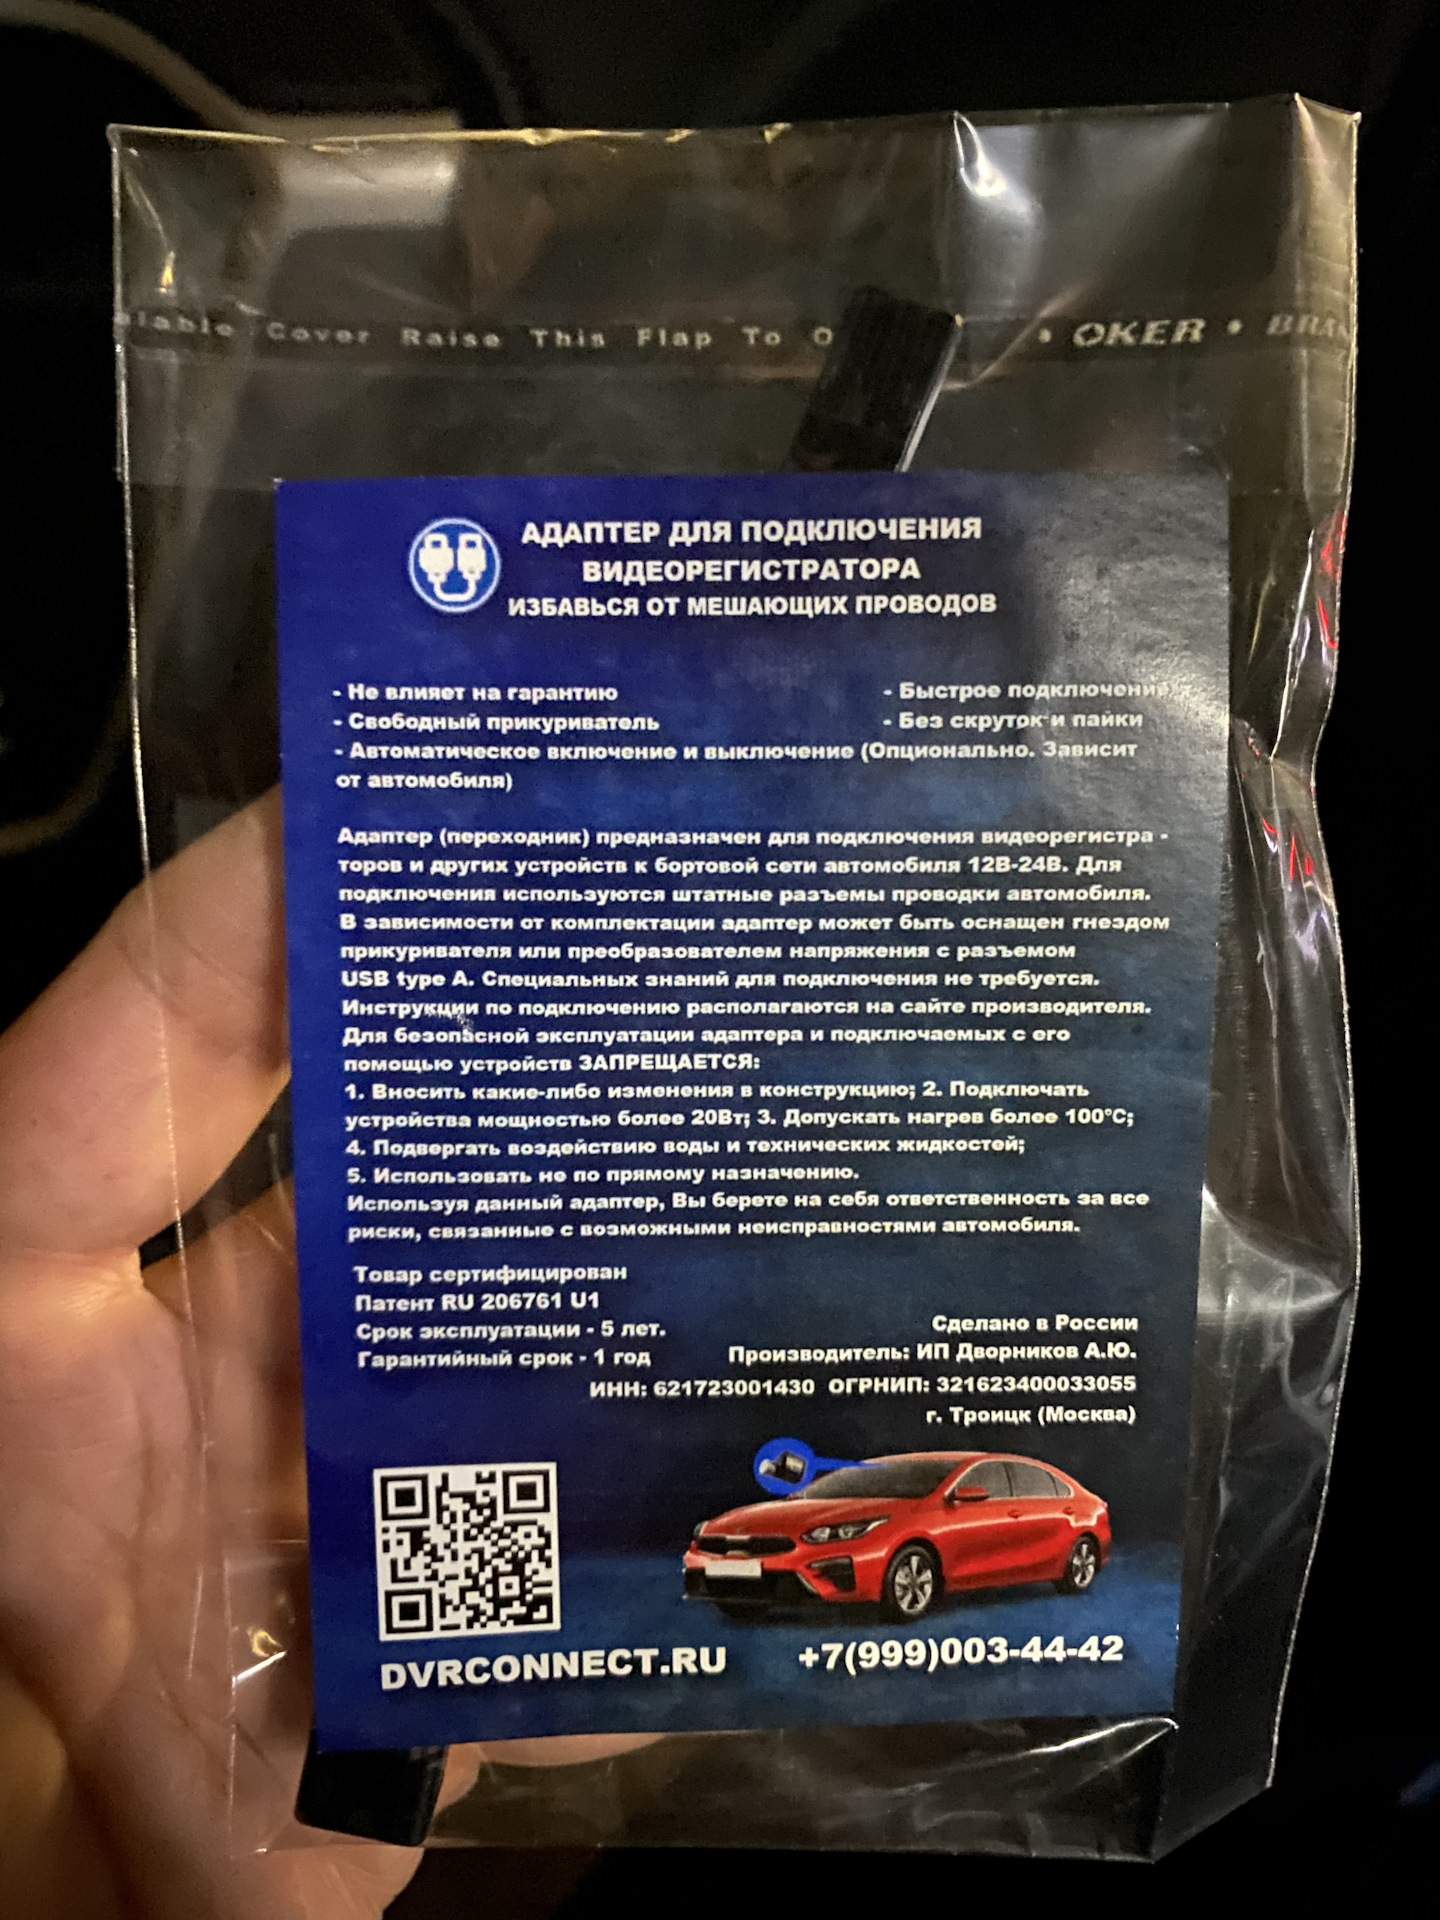 Cover Raise This Flap To
• OKER •
АДАПТЕР ДЛЯ ПОДКЛЮЧЕНИЯ
ВИДЕОРЕГИСТРАТОРА
ИЗБАВЬСЯ ОТ МЕШАЮЩИХ ПРОВОДОВ
- Не влияет на гарантию - Быстрое подключение
- Свободный прикуриватель - Без скруток и пайки
- Автоматическое включение и выключение (Опционально. Зависит
от автомобиля)
Адаптер (переходник) предназначен для подключения видеорегистра -
торов и других устройств к бортовой сети автомобиля 12В-24В. Для
подключения используются штатные разъемы проводки автомобиля.
В зависимости от комплектации адаптер может быть оснащен гнездом
прикуривателя или преобразователем напряжения с разъемом
USB type A. Специальных знаний для подключения не требуется.
Инструкции по подключению располагаются на сайте производителя.
Для безопасной эксплуатации адаптера и подключаемых с его
помощью устройств ЗАПРЕЩАЕТСЯ:
1. Вносить какие-либо изменения в конструкцию; 2. Подключать
устройства мощностью более 20Вт; 3. Допускать нагрев более 100°С;
4. Подвергать воздействию воды и технических жидкостей;
5. Использовать не по прямому назначению.
Используя данный адаптер, Вы берете на себя ответственность за все
риски, связанные с возможными неисправностями автомобиля.
Товар сертифицирован
Патент RU 206761 U1
Срок эксплуатации - 5 лет.
Гарантийный срок - 1 год
Сделано в России
Производитель: ИП Дворников А.Ю.
ИНН: 621723001430 ОГРНИП: 321623400033055
г. Троицк (Москва)
DVRCONNECT.RU +7(999)003-44-42